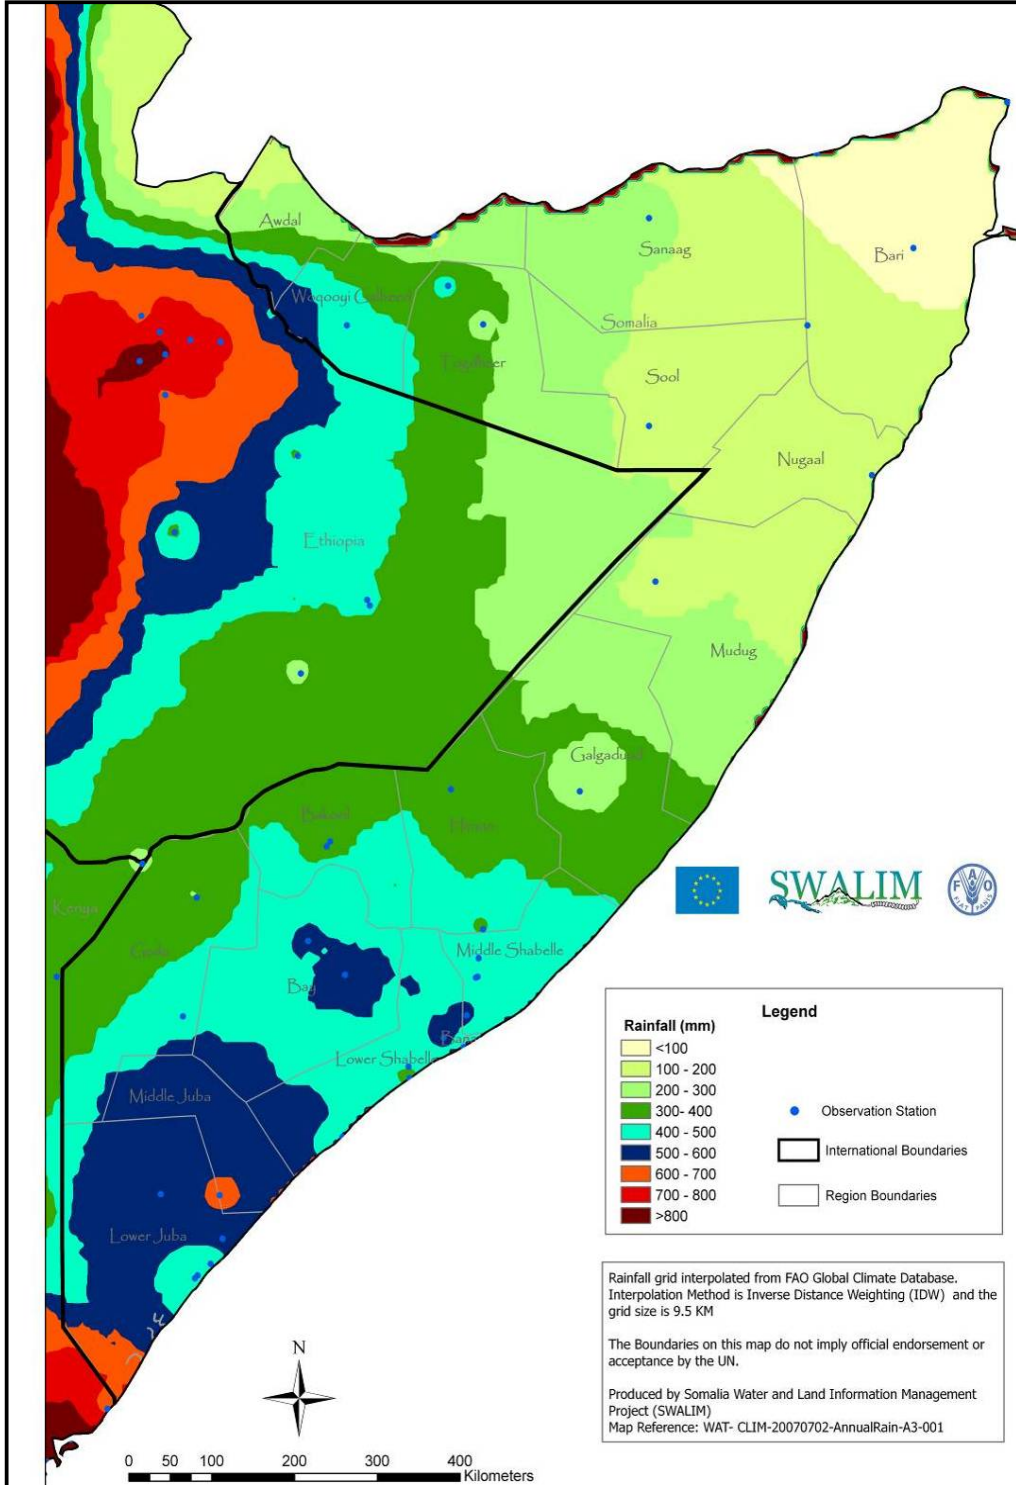 Awdal
Sanaag
Bari
Woqooyi Galbeed
Somalia
Togdheer
Sool
Nugaal
Ethiopia
Mudug
Galgaduud
Bakool
Hiraan
Kenya
Gedo
Middle Shabelle
Bay
Lower Shabelle
Middle Juba
Lower Juba
SWALIM
FAO
FIAT PANIS
Legend
Rainfall (mm)
<100
100 - 200
200 - 300
300- 400
400 - 500
500 - 600
600 - 700
700 - 800
>800
Observation Station
International Boundaries
Region Boundaries
Rainfall grid interpolated from FAO Global Climate Database.
Interpolation Method is Inverse Distance Weighting (IDW) and the
grid size is 9.5 KM
The Boundaries on this map do not imply official endorsement or
acceptance by the UN.
Produced by Somalia Water and Land Information Management
Project (SWALIM)
Map Reference: WAT- CLIM-20070702-AnnualRain-A3-001
N
0 50 100 200 300 400
Kilometers